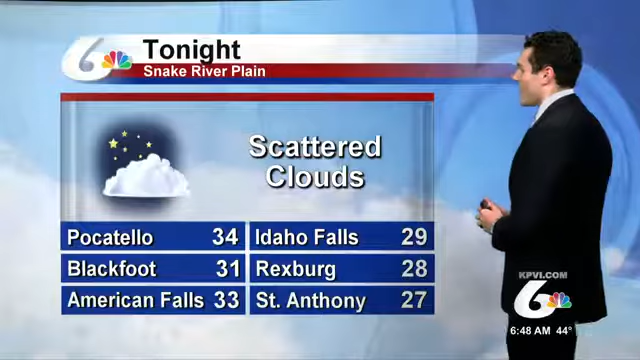 6 Tonight
Snake River Plain
Scattered
Clouds
Pocatello 34 Idaho Falls 29
Blackfoot 31 Rexburg 28
American Falls 33 St. Anthony 27
KPVI.COM
6
6:48 AM 44°